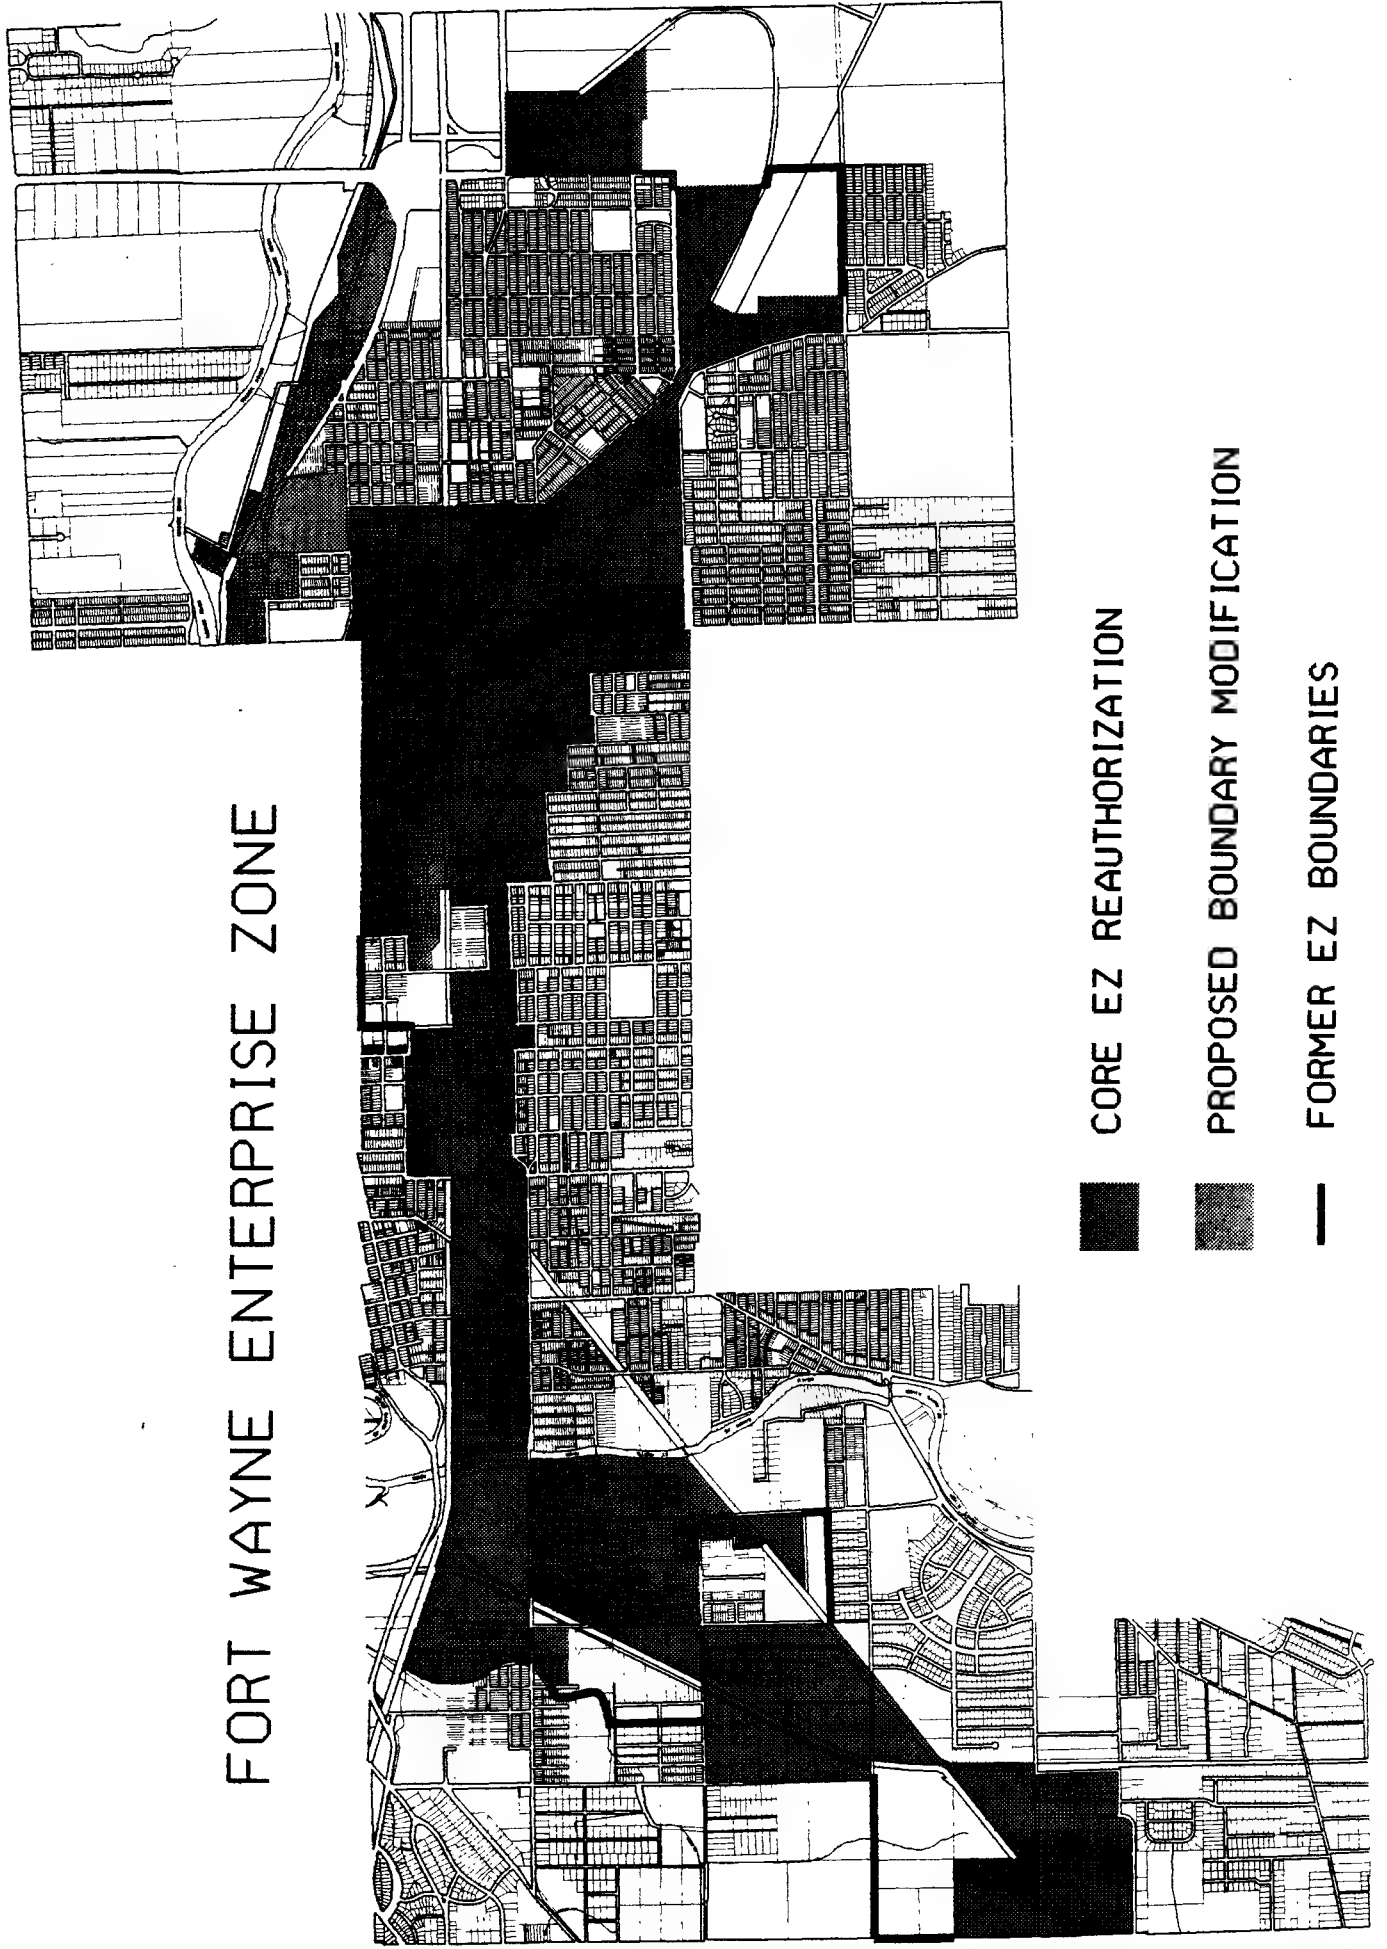 FORT WAYNE ENTERPRISE ZONE
CORE EZ REAUTHORIZATION
PROPOSED BOUNDARY MODIFICATION
FORMER EZ BOUNDARIES